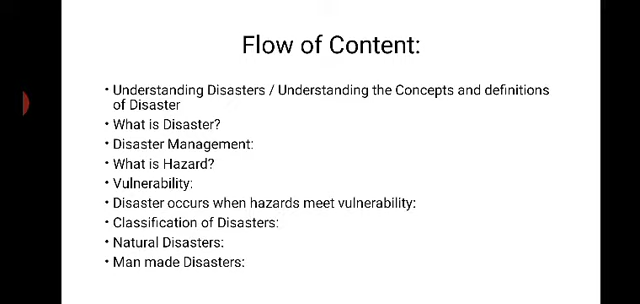 Flow of Content:
• Understanding Disasters / Understanding the Concepts and definitions
of Disaster
• What is Disaster?
• Disaster Management:
• What is Hazard?
• Vulnerability:
• Disaster occurs when hazards meet vulnerability:
• Classification of Disasters:
• Natural Disasters:
• Man made Disasters: